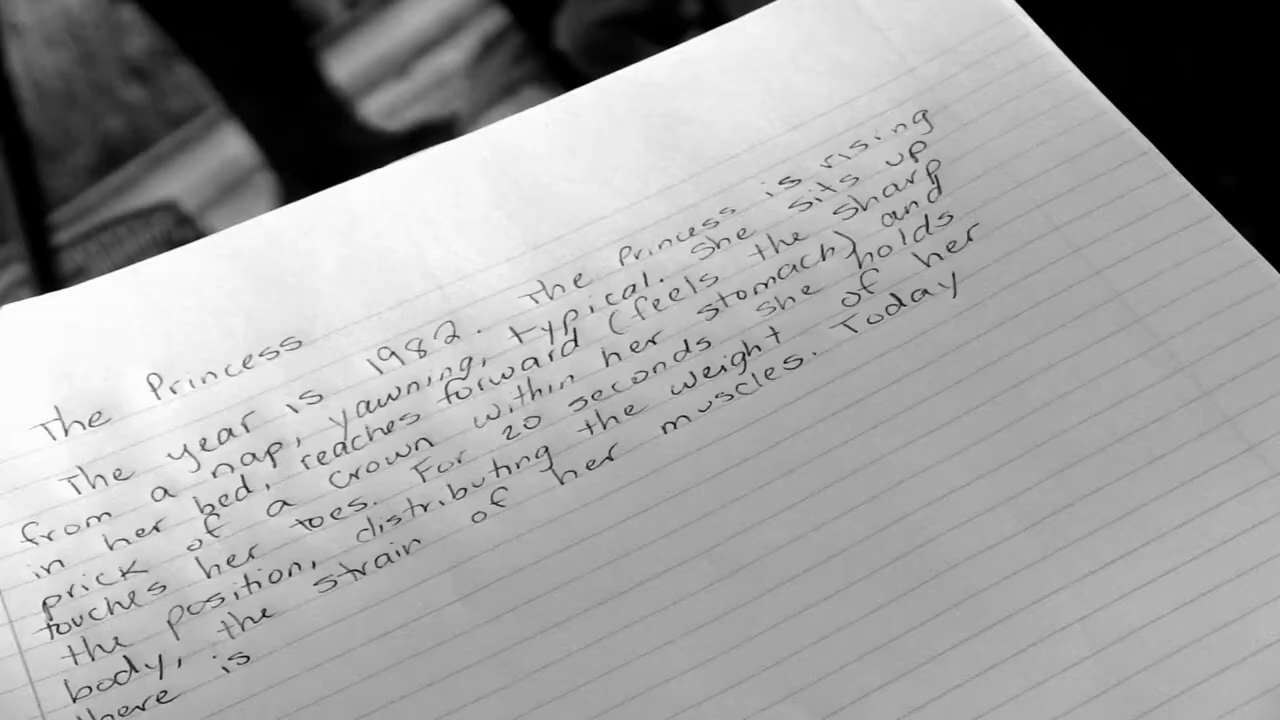 The Princess
The year is 1982. The Princess is rising
from a nap, yawning, typical. She sits up
in her bed, reaches forward (feels the sharp
prick of a crown within her stomach) and
touches her toes. For 20 seconds she holds
the position, distributing the weight of her
body, the strain of her muscles. Today
there is